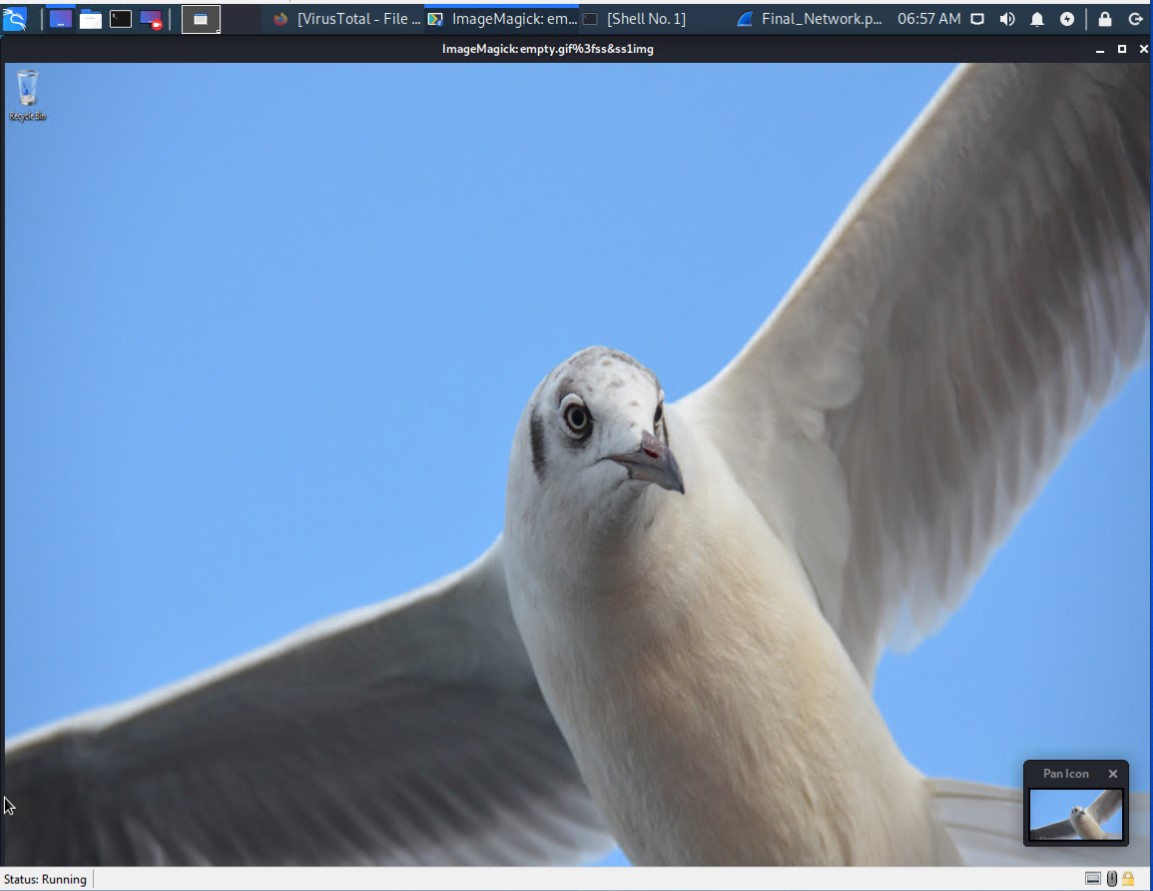 [VirusTotal - File ... ImageMagick: em... [Shell No. 1] Final_Network.p... 06:57 AM
ImageMagick: empty.gif%3fss&ss1img
Recycle Bin
Pan Icon
Status: Running